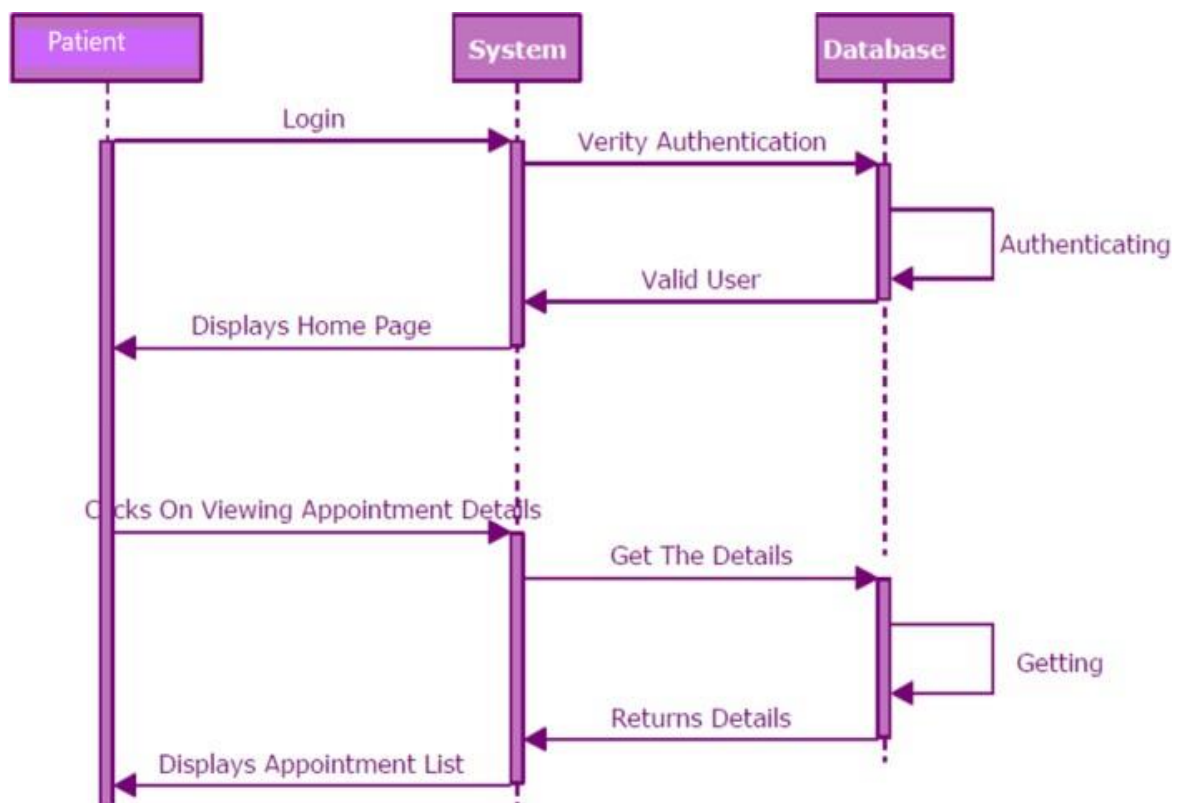 Patient
System
Database
Login
Verity Authentication
Authenticating
Valid User
Displays Home Page
On Viewing Appointment Details
Get The Details
Getting
Returns Details
Displays Appointment List